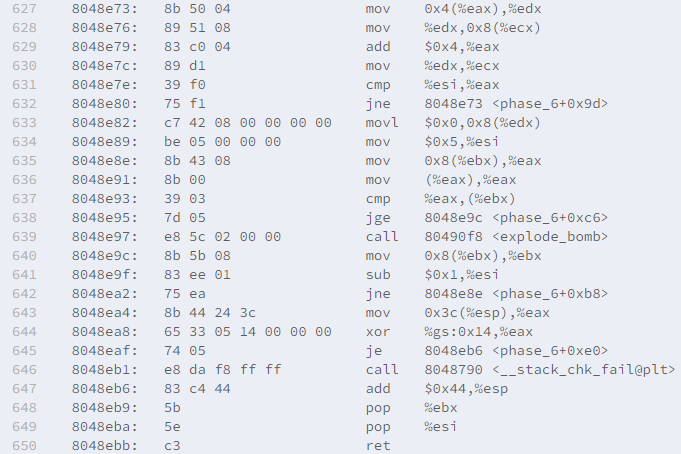 627 8048e73: 8b 50 04 mov 0x4(%eax),%edx
628 8048e76: 89 51 08 mov %edx,0x8(%ecx)
629 8048e79: 83 c0 04 add $0x4,%eax
630 8048e7c: 89 d1 mov %edx,%ecx
631 8048e7e: 39 f0 cmp %esi,%eax
632 8048e80: 75 f1 jne 8048e73 <phase_6+0x9d>
633 8048e82: c7 42 08 00 00 00 00 movl $0x0,0x8(%edx)
634 8048e89: be 05 00 00 00 mov $0x5,%esi
635 8048e8e: 8b 43 08 mov 0x8(%ebx),%eax
636 8048e91: 8b 00 mov (%eax),%eax
637 8048e93: 39 03 cmp %eax,(%ebx)
638 8048e95: 7d 05 jge 8048e9c <phase_6+0xc6>
639 8048e97: e8 5c 02 00 00 call 80490f8 <explode_bomb>
640 8048e9c: 8b 5b 08 mov 0x8(%ebx),%ebx
641 8048e9f: 83 ee 01 sub $0x1,%esi
642 8048ea2: 75 ea jne 8048e8e <phase_6+0xb8>
643 8048ea4: 8b 44 24 3c mov 0x3c(%esp),%eax
644 8048ea8: 65 33 05 14 00 00 00 xor %gs:0x14,%eax
645 8048eaf: 74 05 je 8048eb6 <phase_6+0xe0>
646 8048eb1: e8 da f8 ff ff call 8048790 <__stack_chk_fail@plt>
647 8048eb6: 83 c4 44 add $0x44,%esp
648 8048eb9: 5b pop %ebx
649 8048eba: 5e pop %esi
650 8048ebb: c3 ret